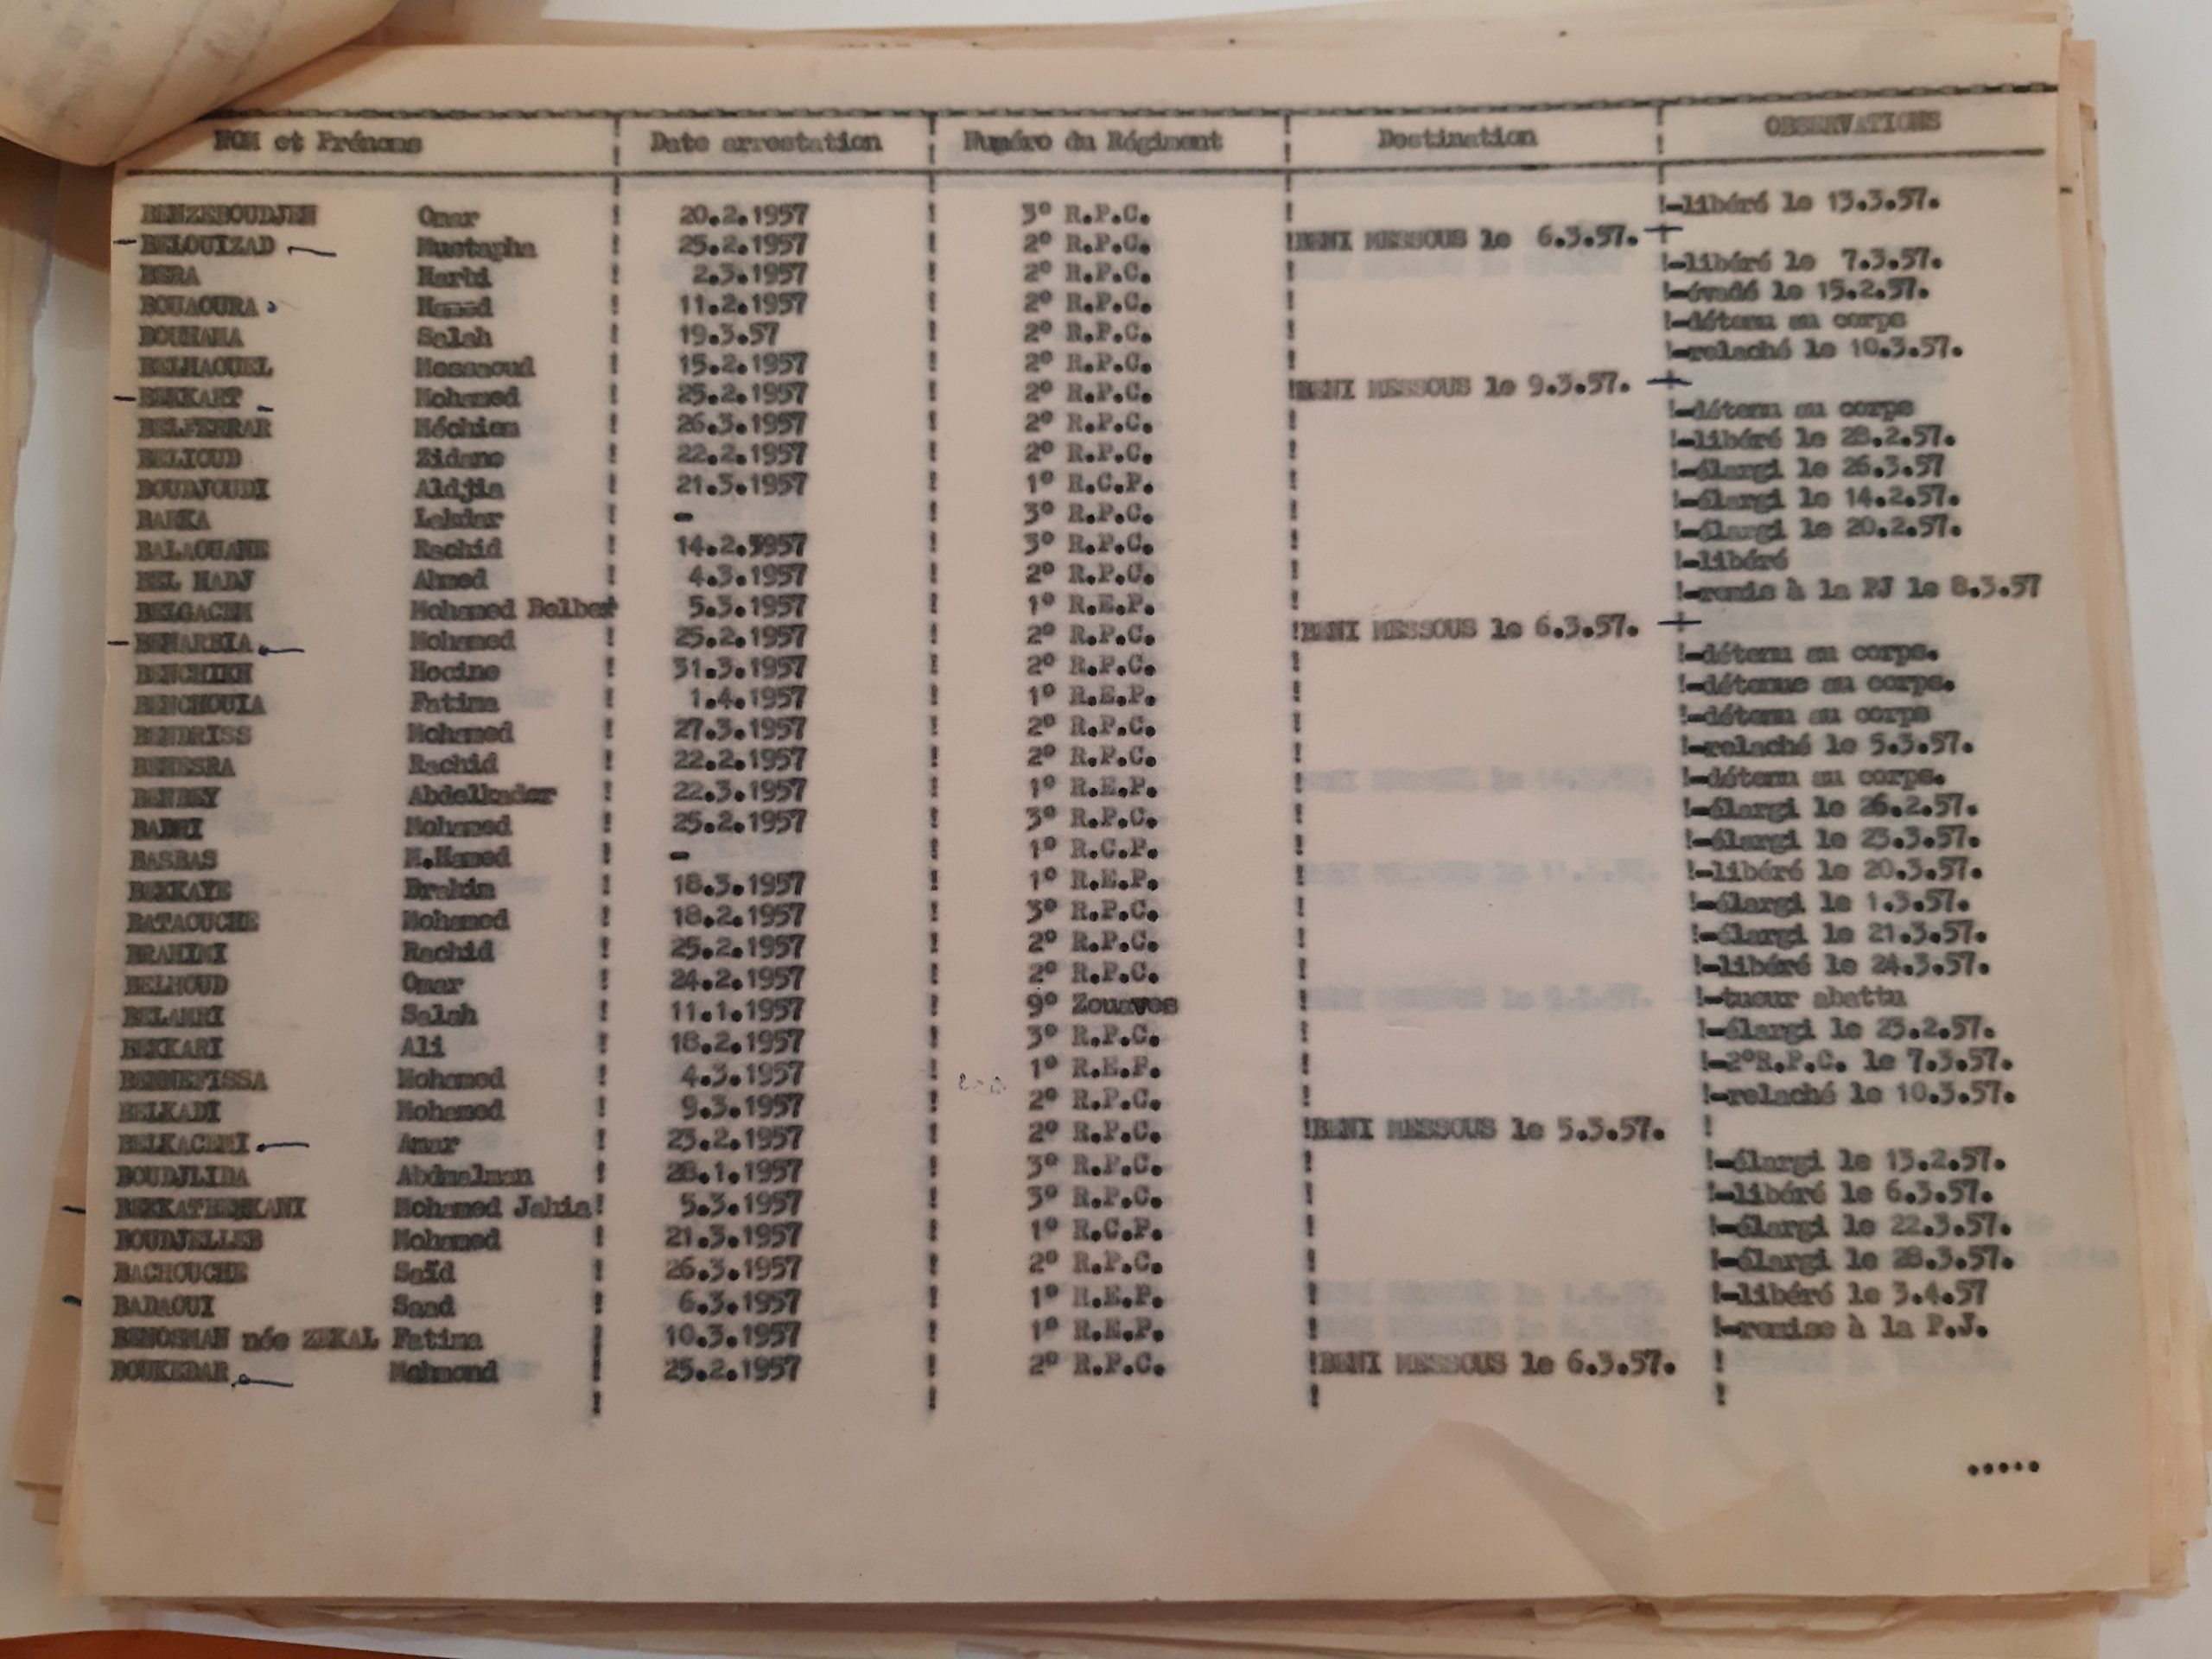 NOM et Prénoms ! Date arrestation ! Numéro du Régiment ! Destination ! OBSERVATIONS
BENZEBOUDJEN Omar 20.2.1957 ! 3° R.P.C. ! !-libéré le 13.3.57.
BELOUIZAD Mustapha ! 25.2.1957 ! 2° R.P.C. !BENI MESSOUS le 6.3.57.
BERA Harbi ! 2.3.1957 ! 2° R.P.C. ! !-libéré le 7.3.57.
BOUAOURA Hamed ! 11.2.1957 ! 2° R.P.C. ! !-évadé le 15.2.57.
BOUHAHA Salah ! 19.3.57 ! 2° R.P.C. ! !-détenu au corps
BELHAOUEL Messaoud ! 15.2.1957 ! 2° R.P.C. ! !-relaché le 10.3.57.
BEKKART Mohamed ! 25.2.1957 ! 2° R.P.C. !BENI MESSOUS le 9.3.57.
BELFERRAR Méchiem ! 26.3.1957 ! 2° R.P.C. ! !-détenu au corps
BELIOUD Zidane ! 22.2.1957 ! 2° R.P.C. ! !-libéré le 28.2.57.
BOUDJOUDI Aldjia ! 21.3.1957 ! 1° R.C.P. ! !-élargi le 26.3.57
BARKA Lakdar ! - ! 3° R.P.C. ! !-élargi le 14.2.57.
BALAOUANE Rachid ! 14.2.1957 ! 3° R.P.C. ! !-élargi le 20.2.57.
BEL HADJ Ahmed ! 4.3.1957 ! 2° R.P.C. ! !-libéré
BELGACEM Mohamed 5.3.1957 ! 1° R.E.P. ! !-remis à la PJ le 8.3.57
BENARBIA Mohamed ! 25.2.1957 ! 2° R.P.C. !BENI MESSOUS le 6.3.57.
BENCHIKH Hocine ! 31.3.1957 ! 2° R.P.C. ! !-détenu au corps.
BENCHOUIA Fatima ! 1.4.1957 ! 1° R.E.P. ! !-détenue au corps.
BENDRISS Mohamed ! 27.3.1957 ! 2° R.P.C. ! !-détenu au corps
BENESRA Rachid ! 22.2.1957 ! 2° R.P.C. ! !-relaché le 5.3.57.
BENBEY Abdelkader ! 22.3.1957 ! 1° R.E.P. ! !-détenu au corps.
BADRI Mohamed ! 25.2.1957 ! 3° R.P.C. ! !-élargi le 26.2.57.
BASBAS M.Hamed ! - ! 1° R.C.P. ! !-élargi le 23.3.57.
BEKKAYE Brahim ! 18.3.1957 ! 1° R.E.P. ! !-libéré le 20.3.57.
BATAOUCHE Mohamed ! 18.2.1957 ! 3° R.P.C. ! !-élargi le 1.3.57.
BRAHIMI Rachid ! 25.2.1957 ! 2° R.P.C. ! !-élargi le 21.3.57.
BELHOUD Omar ! 24.2.1957 ! 2° R.P.C. ! !-libéré le 24.3.57.
BELAMRI Salah ! 11.1.1957 ! 9° Zouaves ! !-tueur abattu
BEKKARI Ali ! 18.2.1957 ! 3° R.P.C. ! !-élargi le 23.2.57.
BENNEFISSA Mohamed ! 4.3.1957 ! 1° R.E.P. ! !-2°R.P.C. le 7.3.57.
BELKADI Mohamed ! 9.3.1957 ! 2° R.P.C. ! !-relaché le 10.3.57.
BELKACEMI Amar ! 23.2.1957 ! 2° R.P.C. !BENI MESSOUS le 5.3.57. !
BOUDJLIDA Abdmalman ! 28.1.1957 ! 3° R.P.C. ! !-élargi le 13.2.57.
BEKKATBERKANI Mohamed Jahia! 5.3.1957 ! 3° R.P.C. ! !-libéré le 6.3.57.
BOUDJELLEB Mohamed ! 21.3.1957 ! 1° R.C.P. ! !-élargi le 22.3.57.
BACHOUCHE Saïd ! 26.3.1957 ! 2° R.P.C. ! !-élargi le 28.3.57.
BADAOUI Saad ! 6.3.1957 ! 1° R.E.P. ! !-libéré le 3.4.57
BENOSMAN née ZEKAL Fatima ! 10.3.1957 ! 1° R.E.P. ! !-remise à la P.J.
BOUKEDAR Mahmoud ! 25.2.1957 ! 2° R.P.C. !BENI MESSOUS le 6.3.57. !
.....